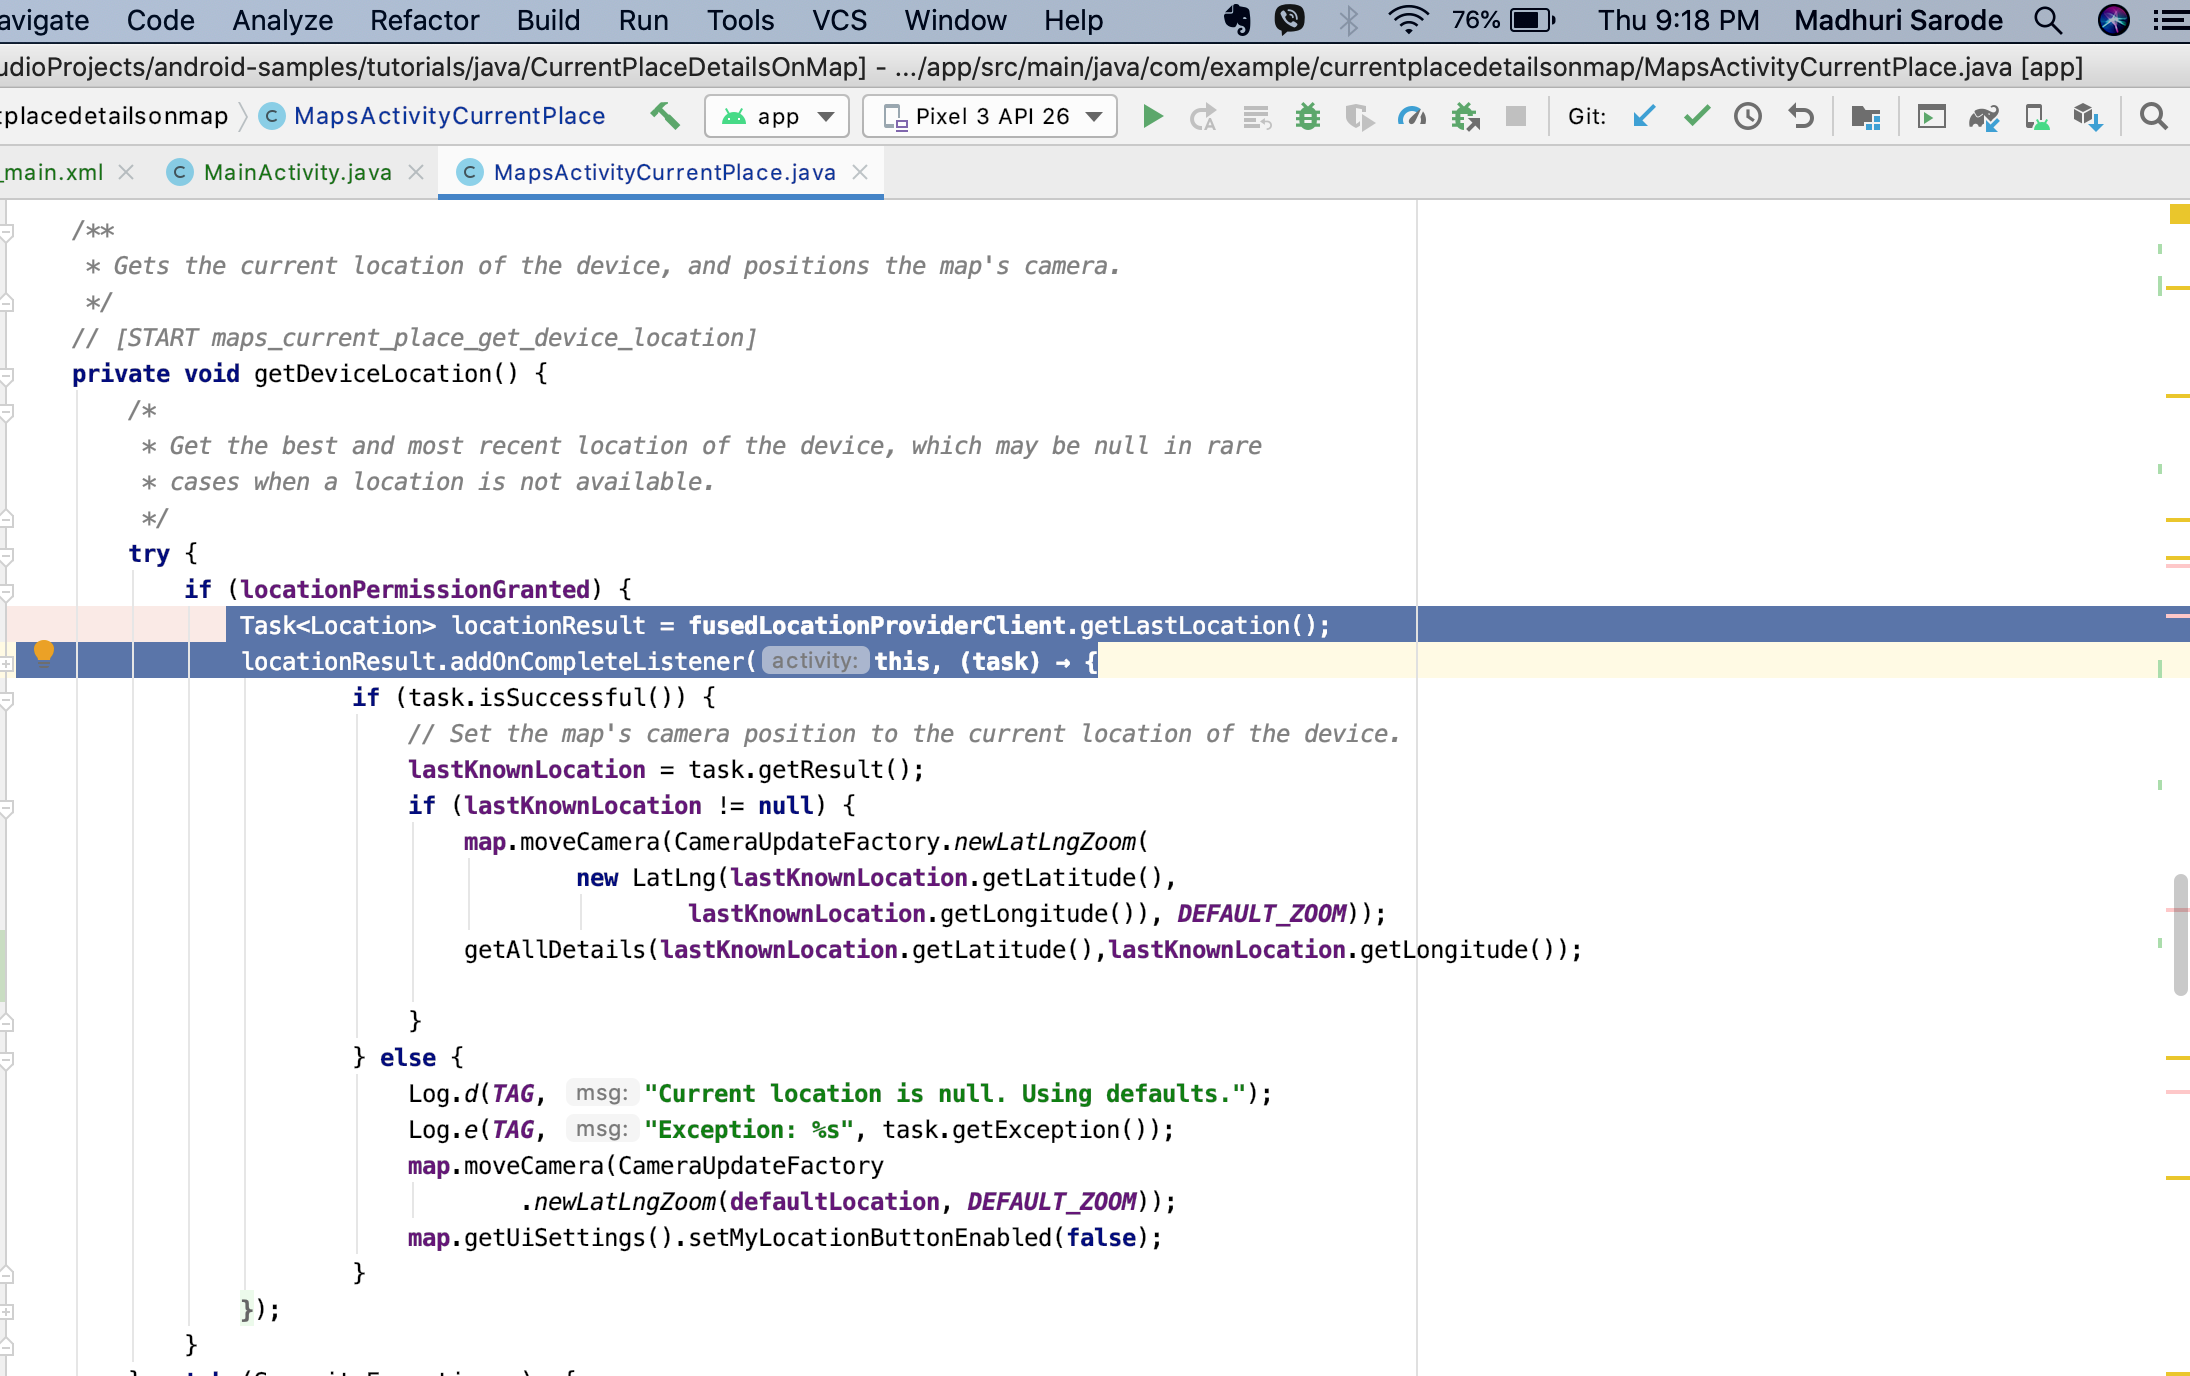 avigate Code Analyze Refactor Build Run Tools VCS Window Help 76% Thu 9:18 PM Madhuri Sarode
udioProjects/android-samples/tutorials/java/CurrentPlaceDetailsOnMap] - .../app/src/main/java/com/example/currentplacedetailsonmap/MapsActivityCurrentPlace.java [app]
tplacedetailsonmap C MapsActivityCurrentPlace app Pixel 3 API 26 Git:
_main.xml C MainActivity.java C MapsActivityCurrentPlace.java
/**
* Gets the current location of the device, and positions the map's camera.
*/
// [START maps_current_place_get_device_location]
private void getDeviceLocation() {
/*
* Get the best and most recent location of the device, which may be null in rare
* cases when a location is not available.
*/
try {
if (locationPermissionGranted) {
Task<Location> locationResult = fusedLocationProviderClient.getLastLocation();
locationResult.addOnCompleteListener( activity: this, (task) → {
if (task.isSuccessful()) {
// Set the map's camera position to the current location of the device.
lastKnownLocation = task.getResult();
if (lastKnownLocation != null) {
map.moveCamera(CameraUpdateFactory.newLatLngZoom(
new LatLng(lastKnownLocation.getLatitude(),
lastKnownLocation.getLongitude()), DEFAULT_ZOOM));
getAllDetails(lastKnownLocation.getLatitude(),lastKnownLocation.getLongitude());
}
} else {
Log.d(TAG, msg: "Current location is null. Using defaults.");
Log.e(TAG, msg: "Exception: %s", task.getException());
map.moveCamera(CameraUpdateFactory
.newLatLngZoom(defaultLocation, DEFAULT_ZOOM));
map.getUiSettings().setMyLocationButtonEnabled(false);
}
});
}